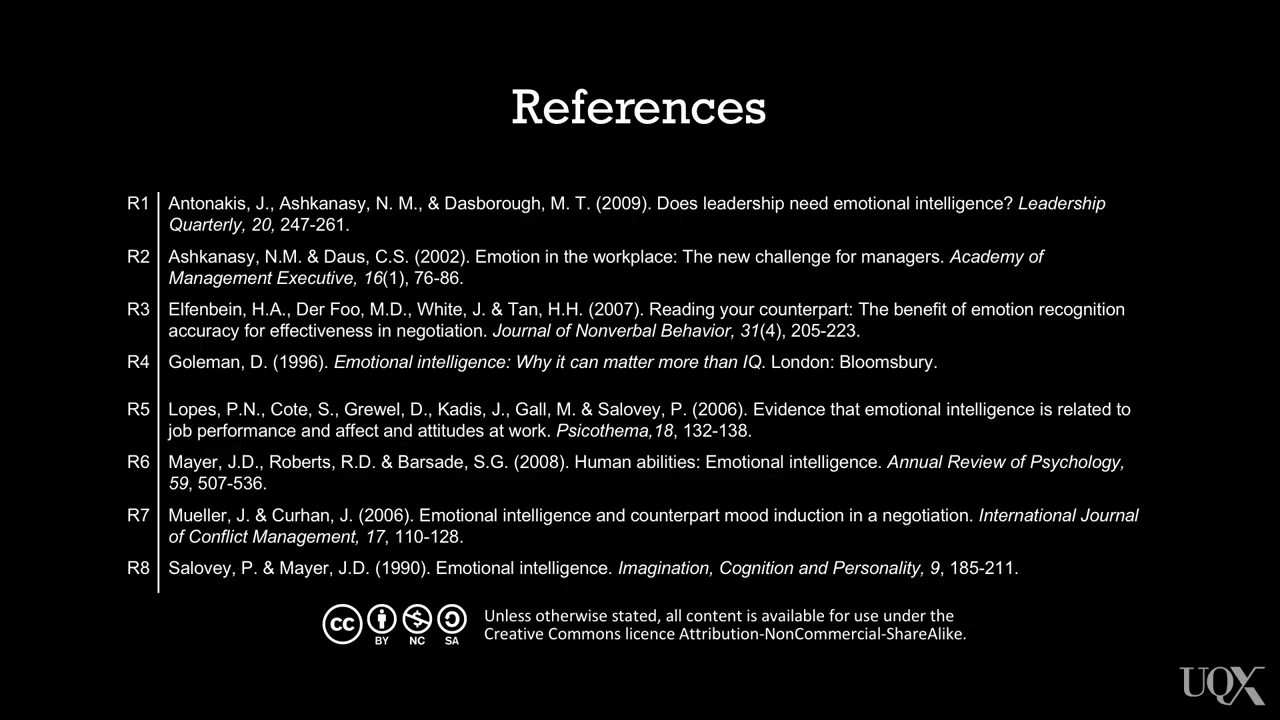 References
R1 Antonakis, J., Ashkanasy, N. M., & Dasborough, M. T. (2009). Does leadership need emotional intelligence? Leadership
Quarterly, 20, 247-261.
R2 Ashkanasy, N.M. & Daus, C.S. (2002). Emotion in the workplace: The new challenge for managers. Academy of
Management Executive, 16(1), 76-86.
R3 Elfenbein, H.A., Der Foo, M.D., White, J. & Tan, H.H. (2007). Reading your counterpart: The benefit of emotion recognition
accuracy for effectiveness in negotiation. Journal of Nonverbal Behavior, 31(4), 205-223.
R4 Goleman, D. (1996). Emotional intelligence: Why it can matter more than IQ. London: Bloomsbury.
R5 Lopes, P.N., Cote, S., Grewel, D., Kadis, J., Gall, M. & Salovey, P. (2006). Evidence that emotional intelligence is related to
job performance and affect and attitudes at work. Psicothema,18, 132-138.
R6 Mayer, J.D., Roberts, R.D. & Barsade, S.G. (2008). Human abilities: Emotional intelligence. Annual Review of Psychology,
59, 507-536.
R7 Mueller, J. & Curhan, J. (2006). Emotional intelligence and counterpart mood induction in a negotiation. International Journal
of Conflict Management, 17, 110-128.
R8 Salovey, P. & Mayer, J.D. (1990). Emotional intelligence. Imagination, Cognition and Personality, 9, 185-211.
cc BY NC SA
Unless otherwise stated, all content is available for use under the
Creative Commons licence Attribution-NonCommercial-ShareAlike.
UQX